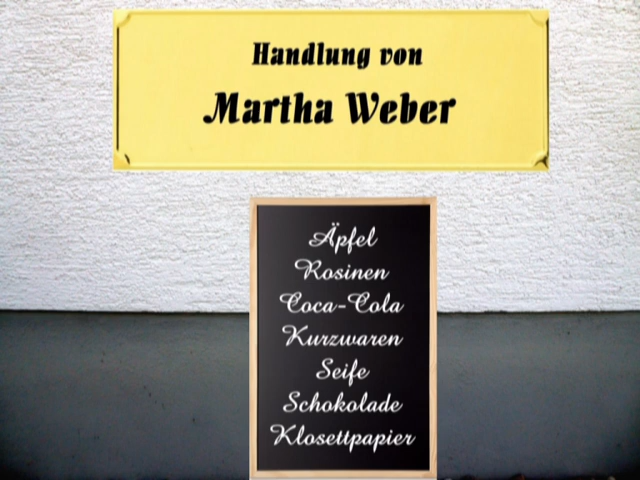 Handlung von
Martha Weber
Äpfel
Rosinen
Coca-Cola
Kurzwaren
Seife
Schokolade
Klosettpapier